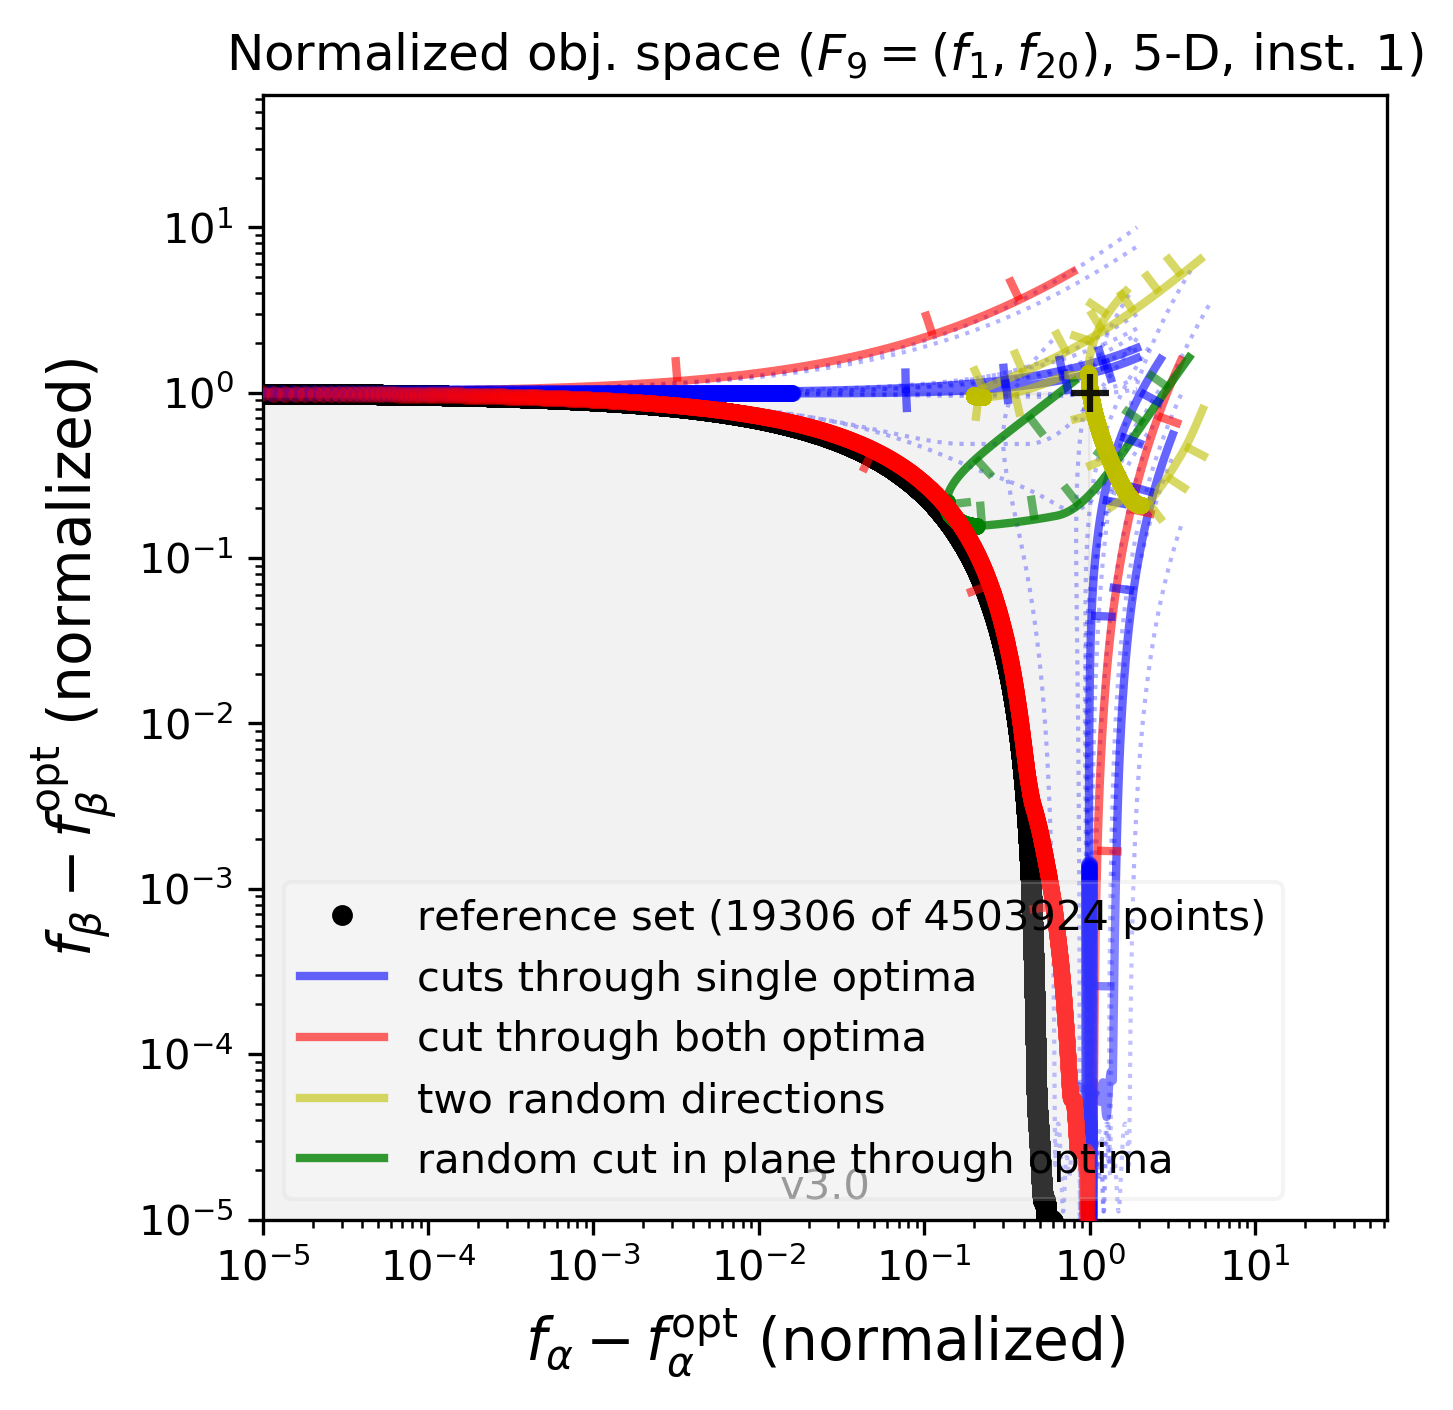 Normalized obj. space (F₉ = (f₁, f₂₀), 5-D, inst. 1)
f_β − f_β^opt (normalized)
10¹
10⁰
10⁻¹
10⁻²
10⁻³
10⁻⁴
10⁻⁵
reference set (19306 of 4503924 points)
cuts through single optima
cut through both optima
two random directions
random cut in plane through optima
v3.0
10⁻⁵ 10⁻⁴ 10⁻³ 10⁻² 10⁻¹ 10⁰ 10¹
f_α − f_α^opt (normalized)